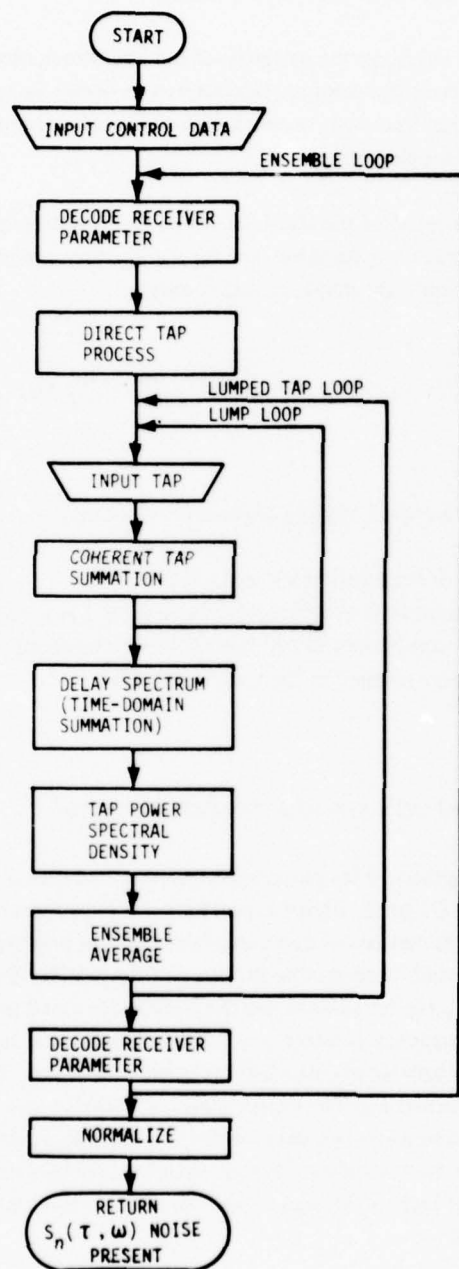 START
INPUT CONTROL DATA
ENSEMBLE LOOP
DECODE RECEIVER
PARAMETER
DIRECT TAP
PROCESS
LUMPED TAP LOOP
LUMP LOOP
INPUT TAP
COHERENT TAP
SUMMATION
DELAY SPECTRUM
(TIME-DOMAIN
SUMMATION)
TAP POWER
SPECTRAL
DENSITY
ENSEMBLE
AVERAGE
DECODE RECEIVER
PARAMETER
NORMALIZE
RETURN
Sn(τ,ω) NOISE
PRESENT